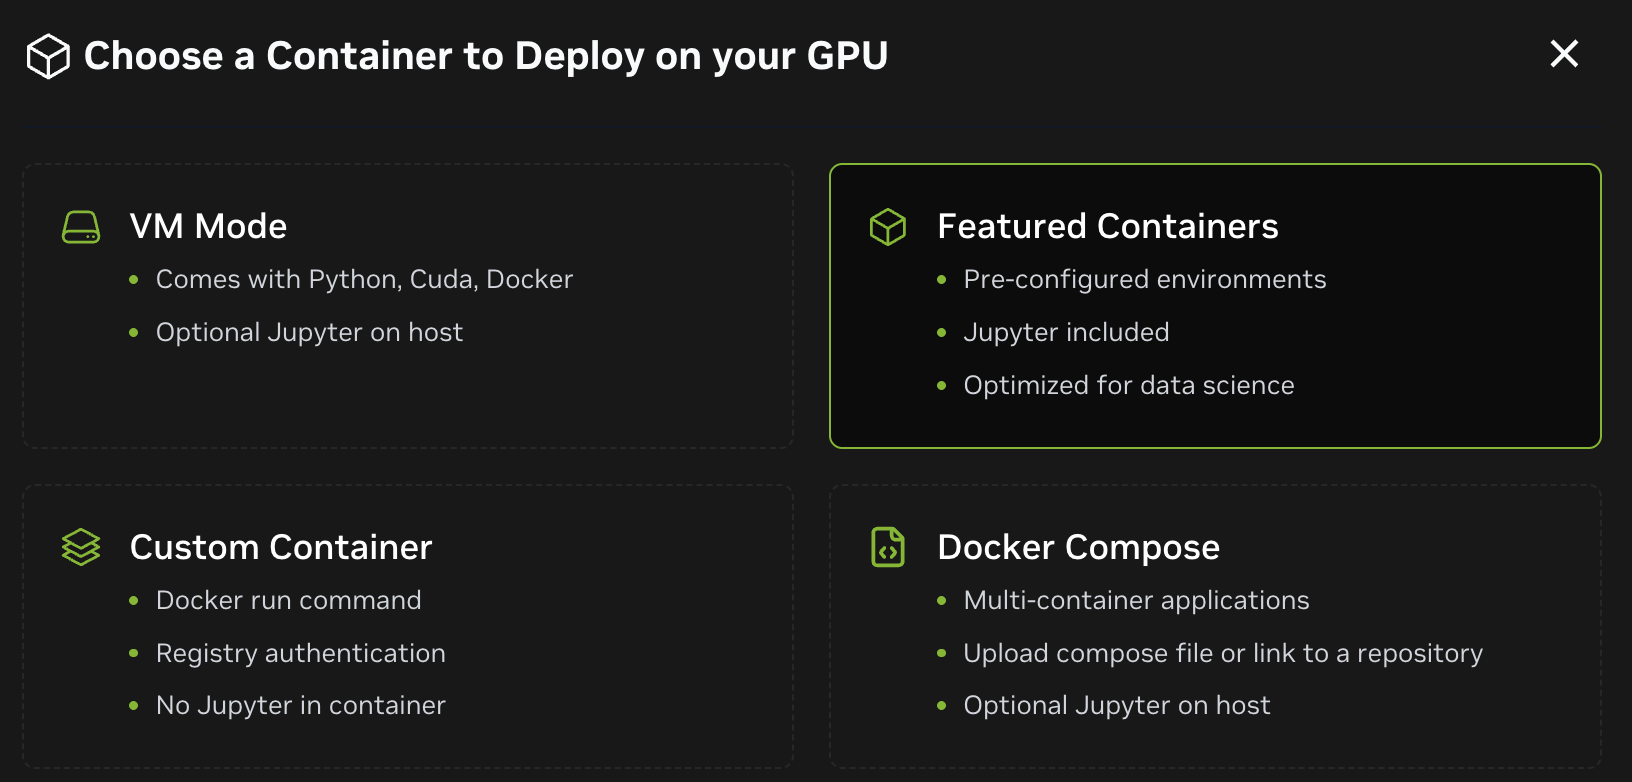 Choose a Container to Deploy on your GPU
VM Mode
Comes with Python, Cuda, Docker
Optional Jupyter on host
Featured Containers
Pre-configured environments
Jupyter included
Optimized for data science
Custom Container
Docker run command
Registry authentication
No Jupyter in container
Docker Compose
Multi-container applications
Upload compose file or link to a repository
Optional Jupyter on host